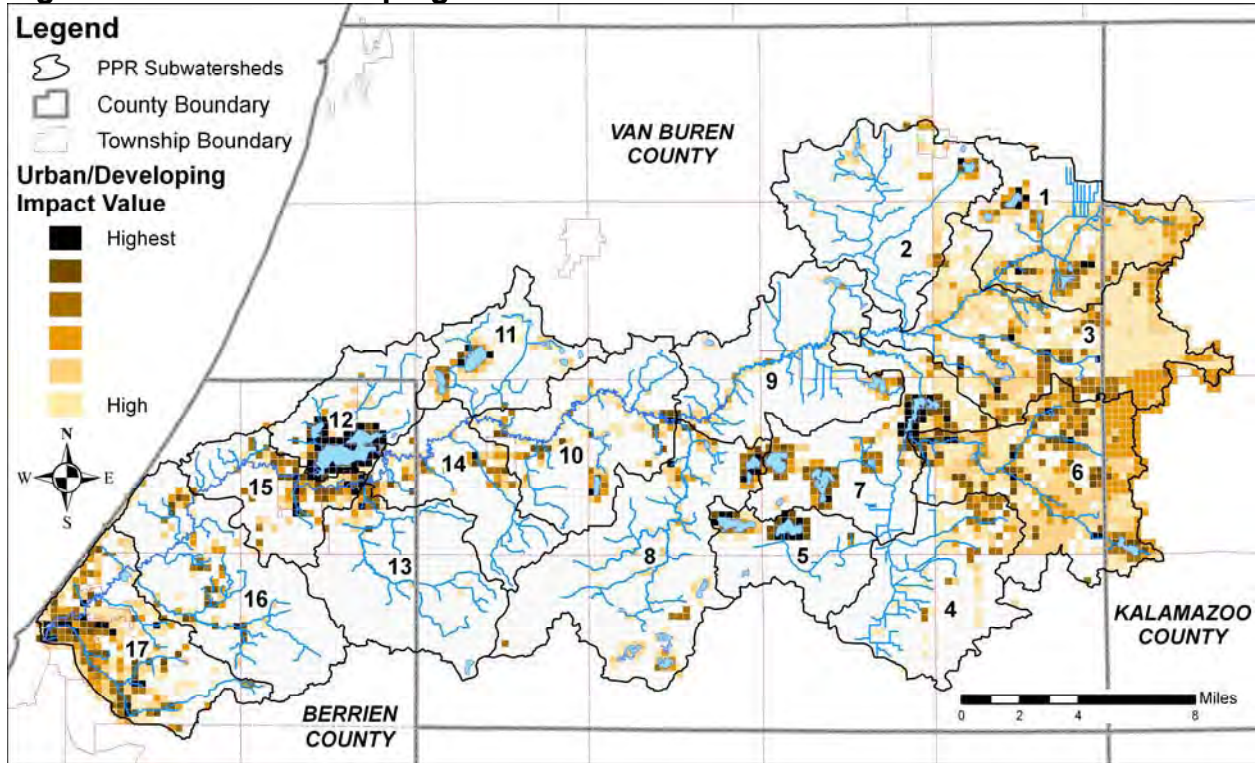 Legend
PPR Subwatersheds
County Boundary
Township Boundary
Urban/Developing
Impact Value
Highest
High
N
W
E
S
VAN BUREN
COUNTY
1
2
3
11
9
12
14
10
15
7
6
13
8
5
16
4
17
KALAMAZOO
COUNTY
BERRIEN
COUNTY
Miles
0 2 4 8